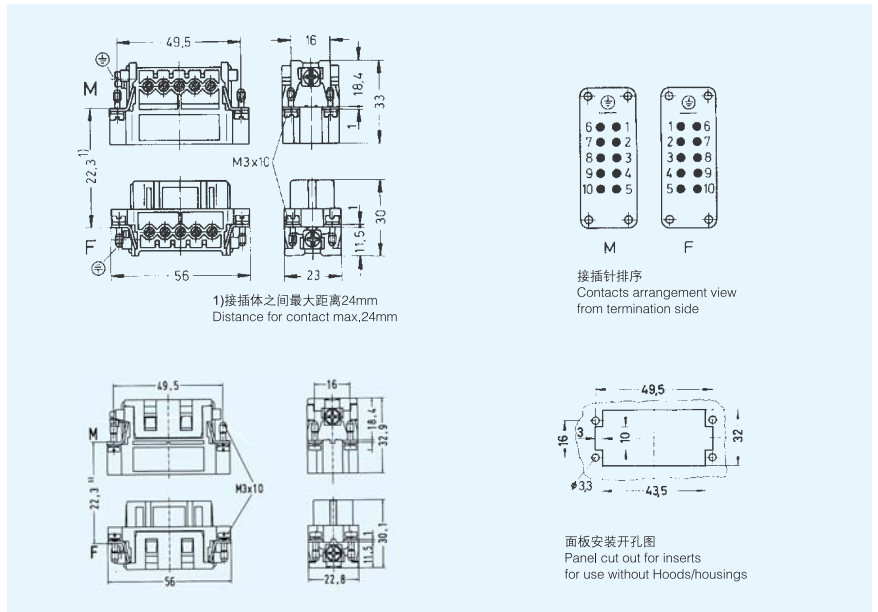 49,5
16
M
18,4
33
1
M3x10
22,3 1)
1
30
11,5
F
56
23
1)接插体之间最大距离24mm
Distance for contact max.24mm
6 1
7 2
8 3
9 4
10 5
M
1 6
2 7
3 8
4 9
5 10
F
接插针排序
Contacts arrangement view
from termination side
49,5
16
M
18,4
32,9
M3x10
22,3 1)
1
30,1
11,5
F
56
22,8
49,5
3
16
10
32
ø3,3
43,5
面板安装开孔图
Panel cut out for inserts
for use without Hoods/housings